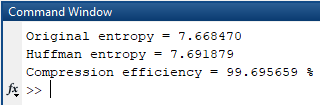 Command Window
Original entropy = 7.668470
Huffman entropy = 7.691879
Compression efficiency = 99.695659 %
fx >>